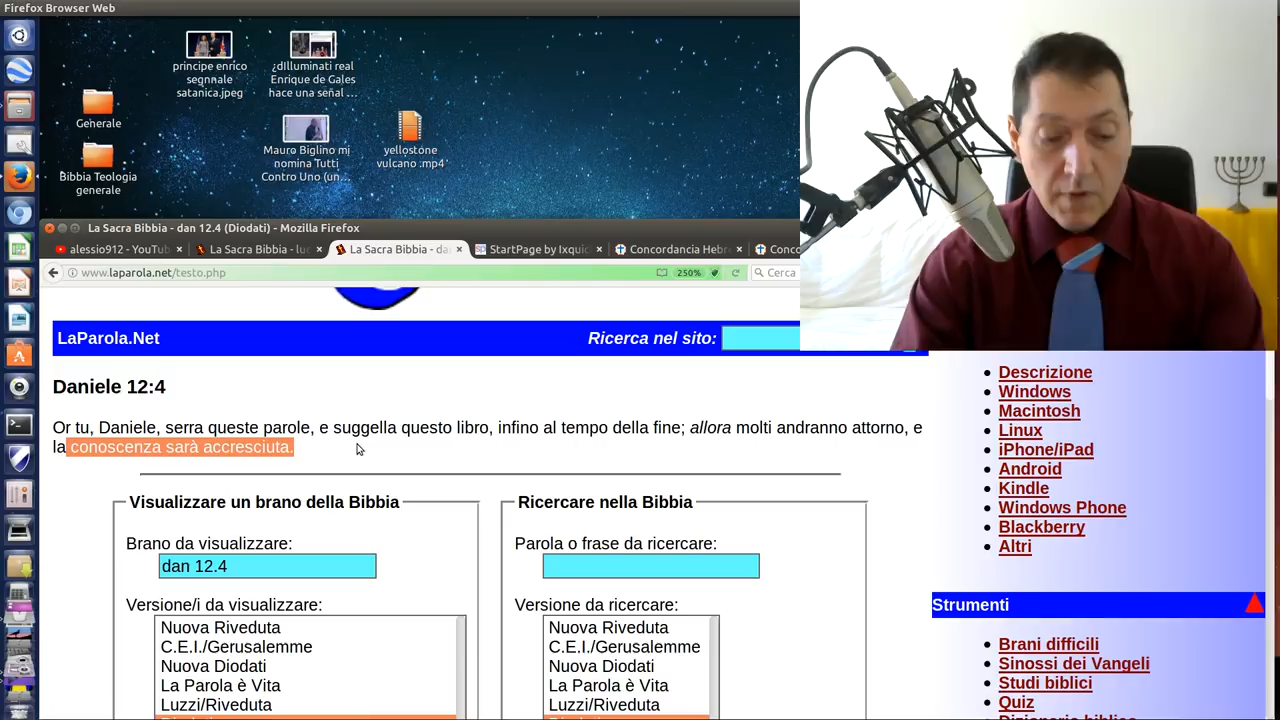 Firefox Browser Web
principe enrico
segnnale
satanica.jpeg
¿dIlluminati real
Enrique de Gales
hace una señal ...
Generale
Mauro Biglino mi
nomina Tutti
Contro Uno (un...
yellostone
vulcano .mp4
Bibbia Teologia
generale
La Sacra Bibbia - dan 12.4 (Diodati) - Mozilla Firefox
alessio912 - YouTub
La Sacra Bibbia - lu
La Sacra Bibbia - da
StartPage by Ixquic
Concordancia Hebr
Conc
www.laparola.net/testo.php
250%
Cerca
LaParola.Net
Ricerca nel sito:
Daniele 12:4
Or tu, Daniele, serra queste parole, e suggella questo libro, infino al tempo della fine; allora molti andranno attorno, e
la conoscenza sarà accresciuta.
Visualizzare un brano della Bibbia
Brano da visualizzare:
dan 12.4
Versione/i da visualizzare:
Nuova Riveduta
C.E.I./Gerusalemme
Nuova Diodati
La Parola è Vita
Luzzi/Riveduta
Ricercare nella Bibbia
Parola o frase da ricercare:
Versione da ricercare:
Nuova Riveduta
C.E.I./Gerusalemme
Nuova Diodati
La Parola è Vita
Luzzi/Riveduta
Descrizione
Windows
Macintosh
Linux
iPhone/iPad
Android
Kindle
Windows Phone
Blackberry
Altri
Strumenti
Brani difficili
Sinossi dei Vangeli
Studi biblici
Quiz